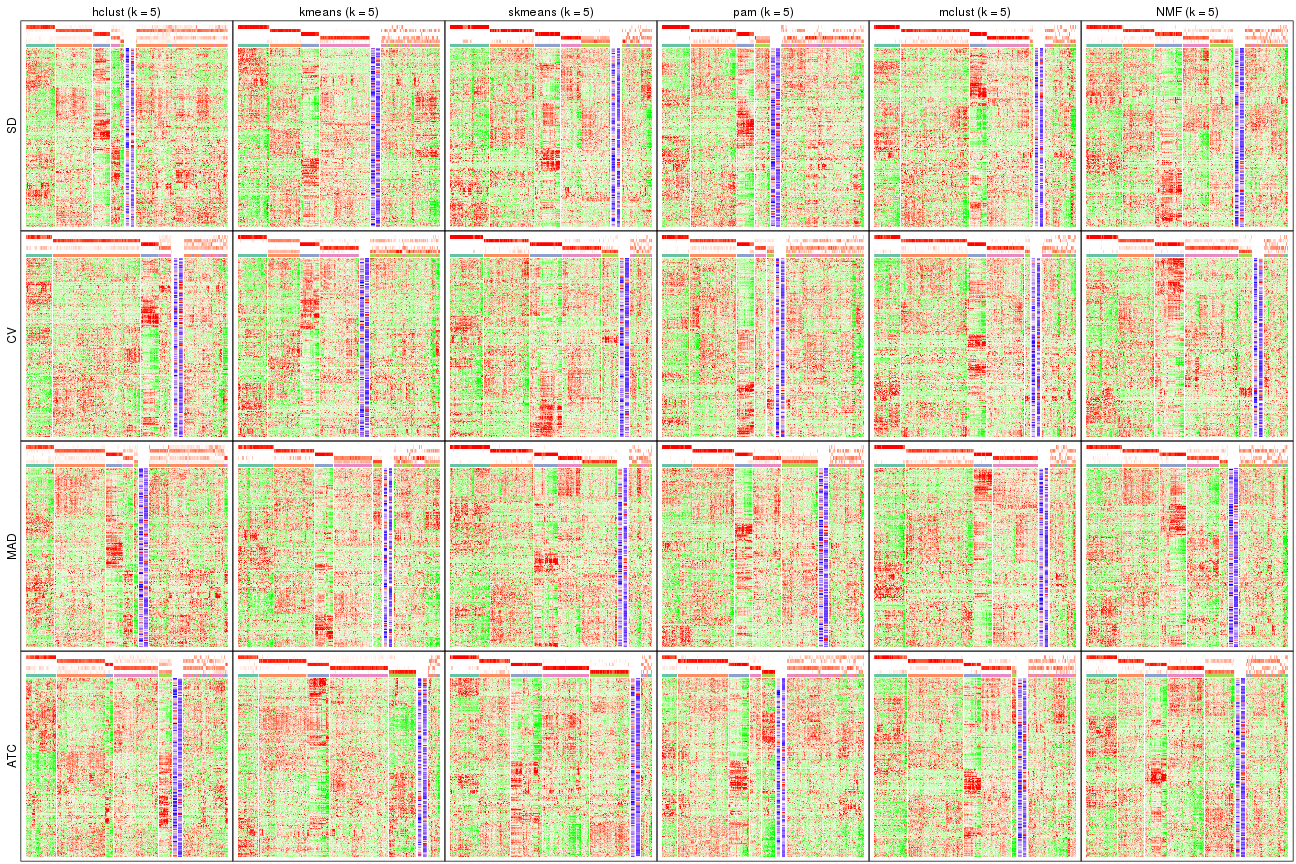 hclust (k = 5)
kmeans (k = 5)
skmeans (k = 5)
pam (k = 5)
mclust (k = 5)
NMF (k = 5)
SD
CV
MAD
ATC